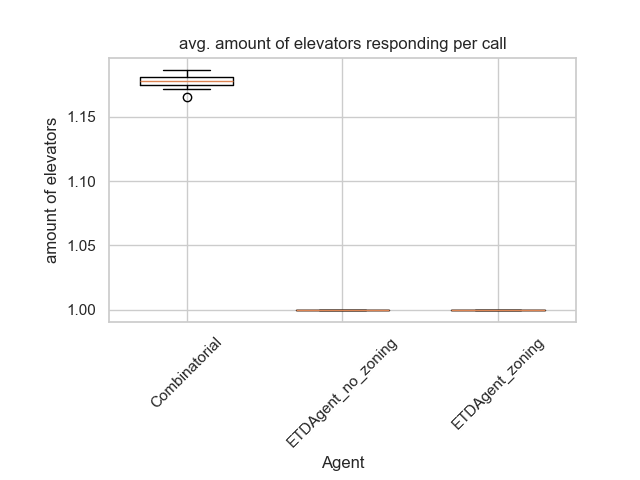 avg. amount of elevators responding per call
amount of elevators
1.15
1.10
1.05
1.00
Combinatorial
ETDAgent_no_zoning
ETDAgent_zoning
Agent